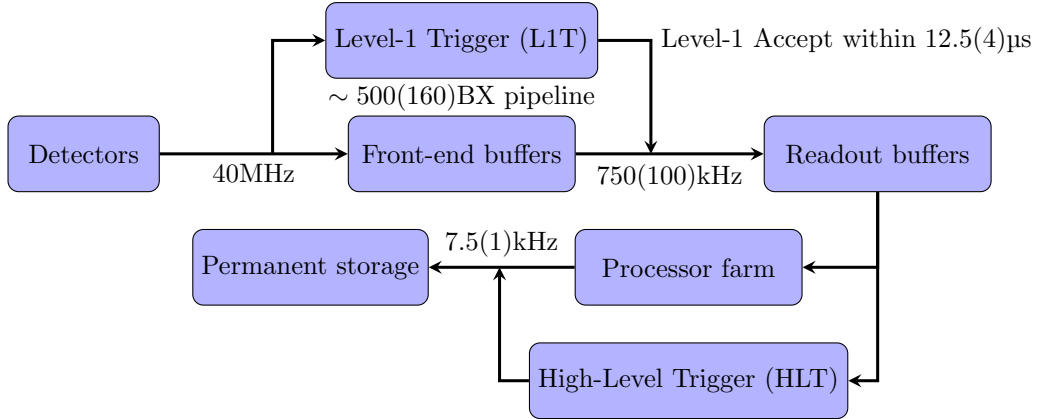 Level-1 Trigger (L1T)
Level-1 Accept within 12.5(4)µs
∼ 500(160)BX pipeline
Detectors
Front-end buffers
Readout buffers
40MHz
750(100)kHz
7.5(1)kHz
Permanent storage
Processor farm
High-Level Trigger (HLT)